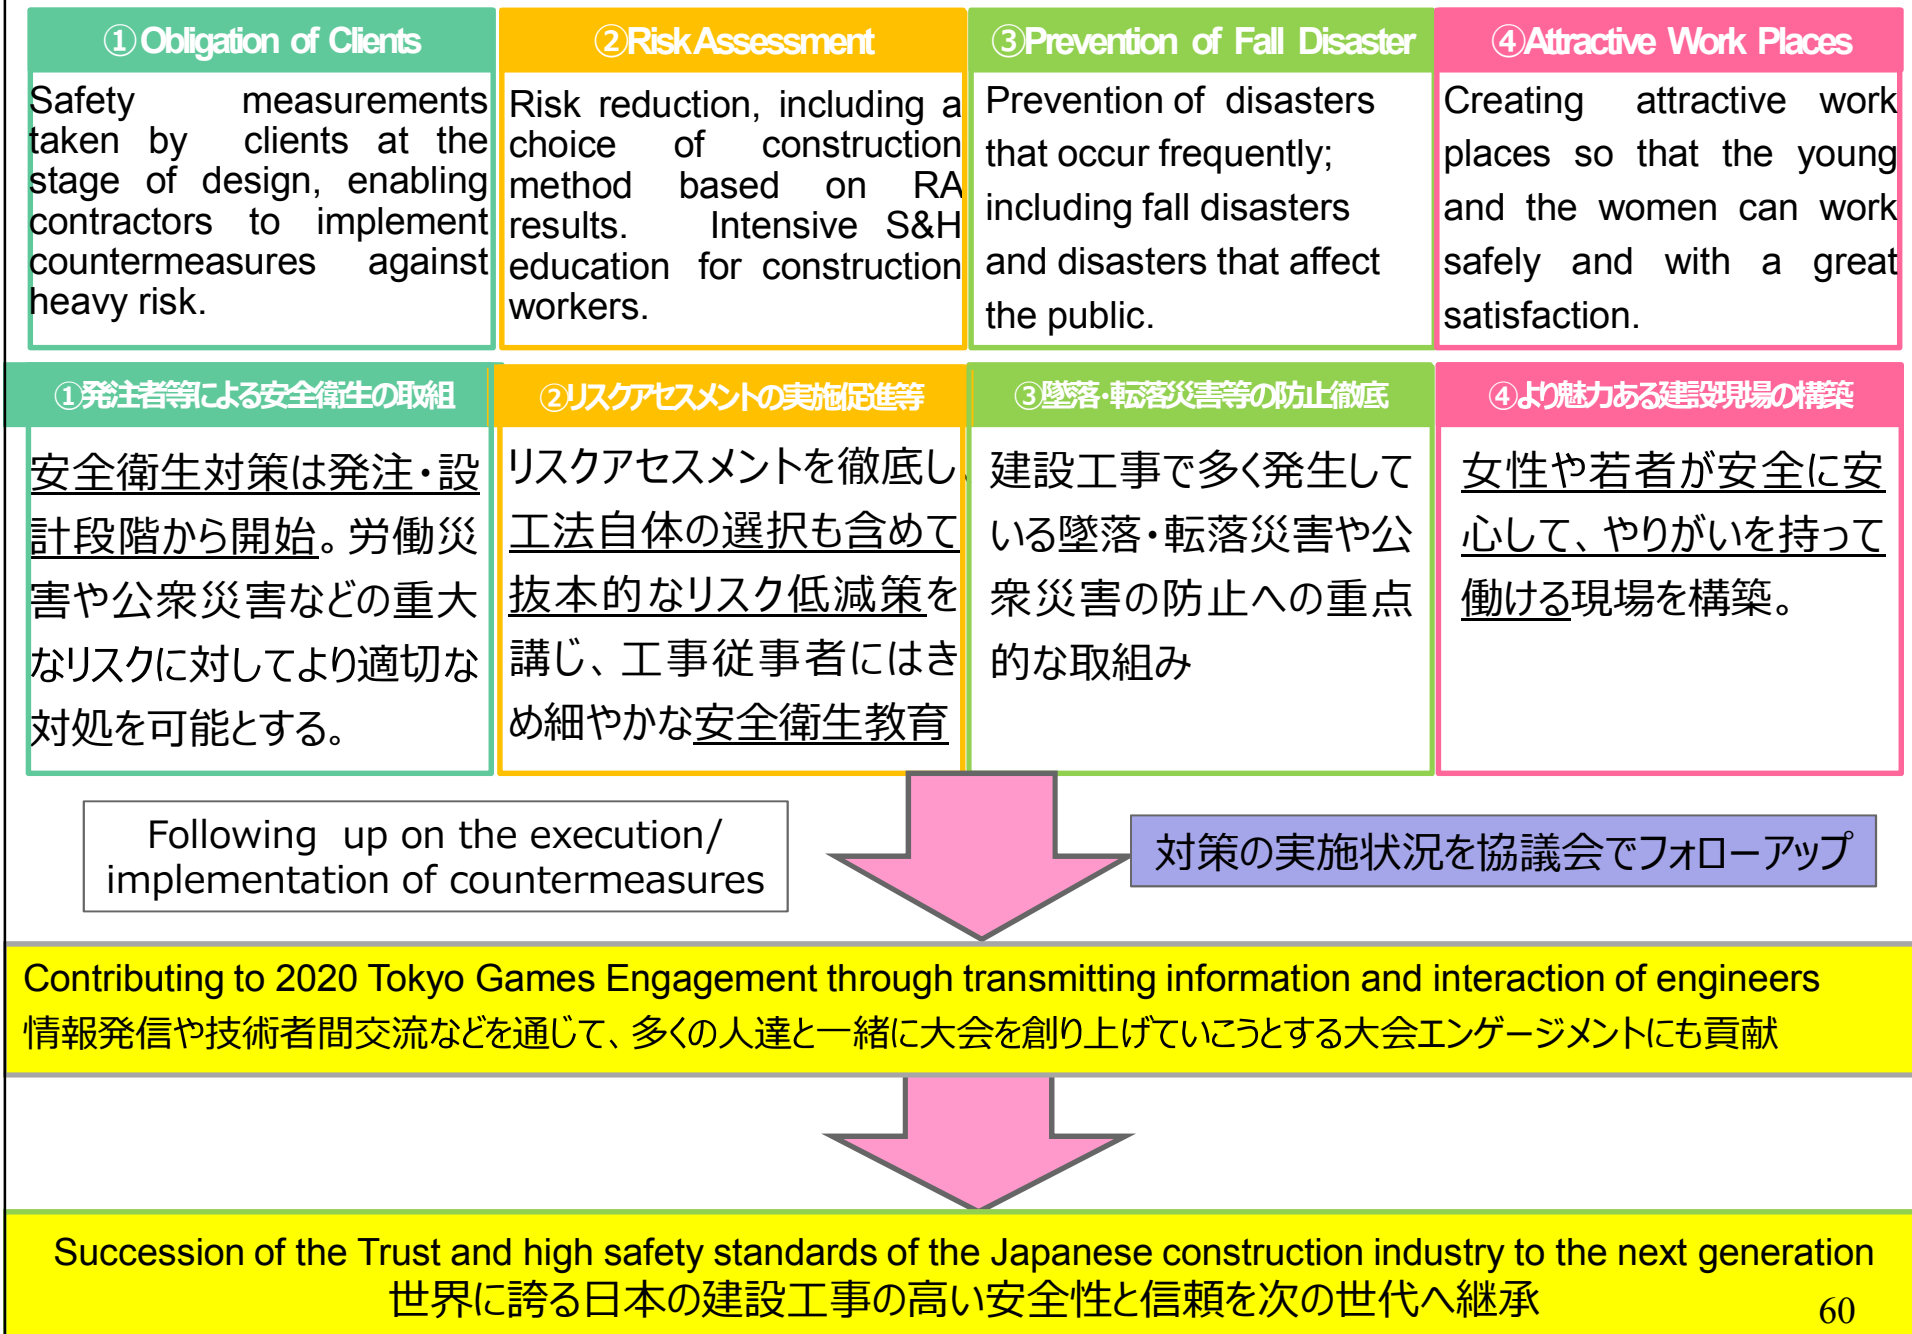 ① Obligation of Clients
Safety measurements
taken by clients at the
stage of design, enabling
contractors to implement
countermeasures against
heavy risk.
②Risk Assessment
Risk reduction, including a
choice of construction
method based on RA
results. Intensive S&H
education for construction
workers.
③Prevention of Fall Disaster
Prevention of disasters
that occur frequently;
including fall disasters
and disasters that affect
the public.
④Attractive Work Places
Creating attractive work
places so that the young
and the women can work
safely and with a great
satisfaction.
①発注者等による安全衛生の取組
安全衛生対策は発注・設
計段階から開始。労働災
害や公衆災害などの重大
なリスクに対してより適切な
対処を可能とする。
②リスクアセスメントの実施促進等
リスクアセスメントを徹底し、
工法自体の選択も含めて
抜本的なリスク低減策を
講じ、工事従事者にはき
め細やかな安全衛生教育
③墜落・転落災害等の防止徹底
建設工事で多く発生して
いる墜落・転落災害や公
衆災害の防止への重点
的な取組み
④より魅力ある建設現場の構築
女性や若者が安全に安
心して、やりがいを持って
働ける現場を構築。
Following up on the execution/
implementation of countermeasures
対策の実施状況を協議会でフォローアップ
Contributing to 2020 Tokyo Games Engagement through transmitting information and interaction of engineers
情報発信や技術者間交流などを通じて、多くの人達と一緒に大会を創り上げていこうとする大会エンゲージメントにも貢献
Succession of the Trust and high safety standards of the Japanese construction industry to the next generation
世界に誇る日本の建設工事の高い安全性と信頼を次の世代へ継承
60